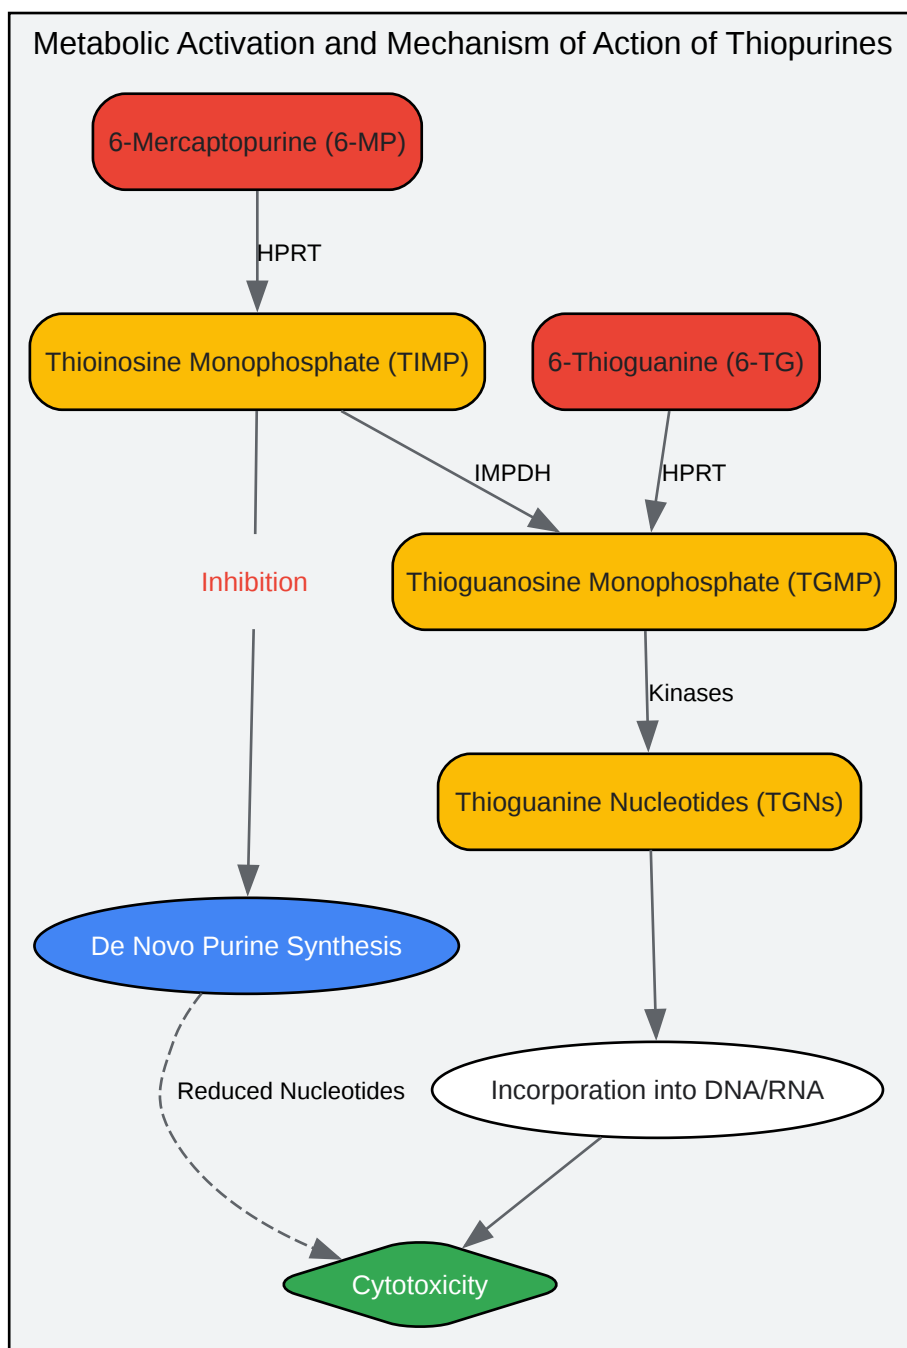 Metabolic Activation and Mechanism of Action of Thiopurines
6-Mercaptopurine (6-MP)
HPRT
Thioinosine Monophosphate (TIMP)
6-Thioguanine (6-TG)
IMPDH
HPRT
Inhibition
Thioguanosine Monophosphate (TGMP)
Kinases
Thioguanine Nucleotides (TGNs)
De Novo Purine Synthesis
Reduced Nucleotides
Incorporation into DNA/RNA
Cytotoxicity